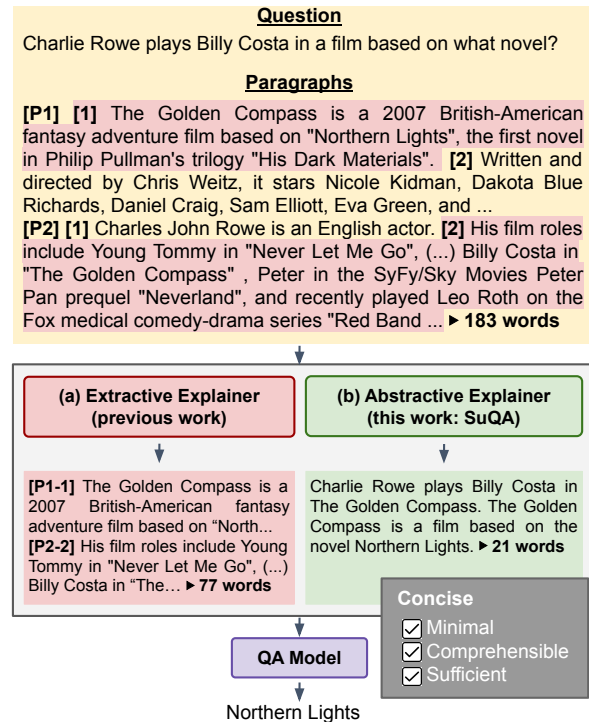 Question
Charlie Rowe plays Billy Costa in a film based on what novel?
Paragraphs
[P1] [1] The Golden Compass is a 2007 British-American
fantasy adventure film based on "Northern Lights", the first novel
in Philip Pullman's trilogy "His Dark Materials". [2] Written and
directed by Chris Weitz, it stars Nicole Kidman, Dakota Blue
Richards, Daniel Craig, Sam Elliott, Eva Green, and ...
[P2] [1] Charles John Rowe is an English actor. [2] His film roles
include Young Tommy in "Never Let Me Go", (...) Billy Costa in
"The Golden Compass" , Peter in the SyFy/Sky Movies Peter
Pan prequel "Neverland", and recently played Leo Roth on the
Fox medical comedy-drama series "Red Band ... ▶ 183 words
(a) Extractive Explainer
(previous work)
(b) Abstractive Explainer
(this work: SuQA)
[P1-1] The Golden Compass is a
2007 British-American fantasy
adventure film based on “North...
[P2-2] His film roles include Young
Tommy in "Never Let Me Go", (...)
Billy Costa in “The… ▶ 77 words
Charlie Rowe plays Billy Costa in
The Golden Compass. The Golden
Compass is a film based on the
novel Northern Lights. ▶ 21 words
Concise
Minimal
Comprehensible
Sufficient
QA Model
Northern Lights